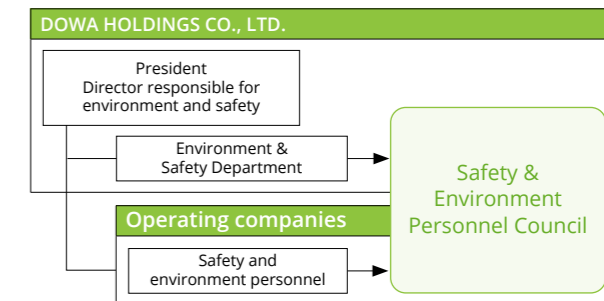 DOWA HOLDINGS CO., LTD.
President
Director responsible for
environment and safety
Environment &
Safety Department
Safety &
Environment
Personnel Council
Operating companies
Safety and
environment personnel